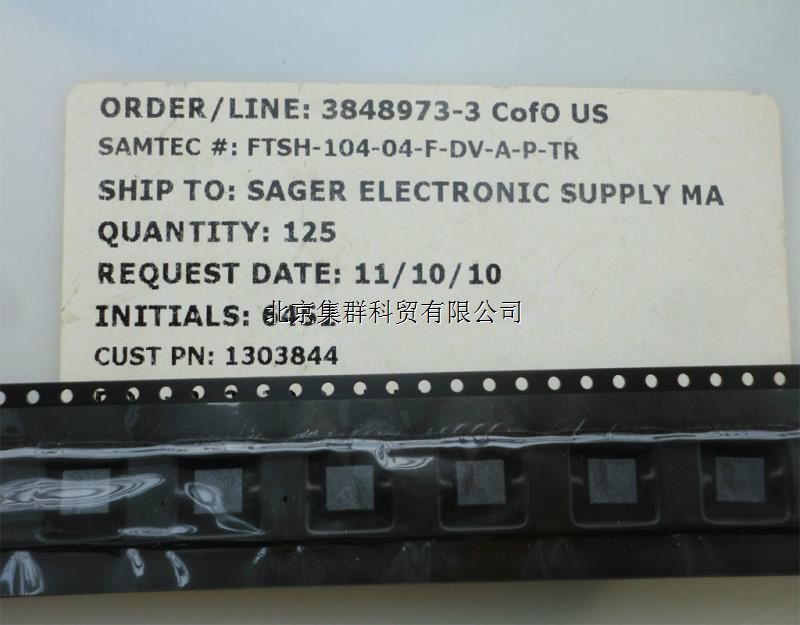 ORDER/LINE: 3848973-3 CofO US
SAMTEC #: FTSH-104-04-F-DV-A-P-TR
SHIP TO: SAGER ELECTRONIC SUPPLY MA
QUANTITY: 125
REQUEST DATE: 11/10/10
INITIALS:
北京集群科贸有限公司
CUST PN: 1303844